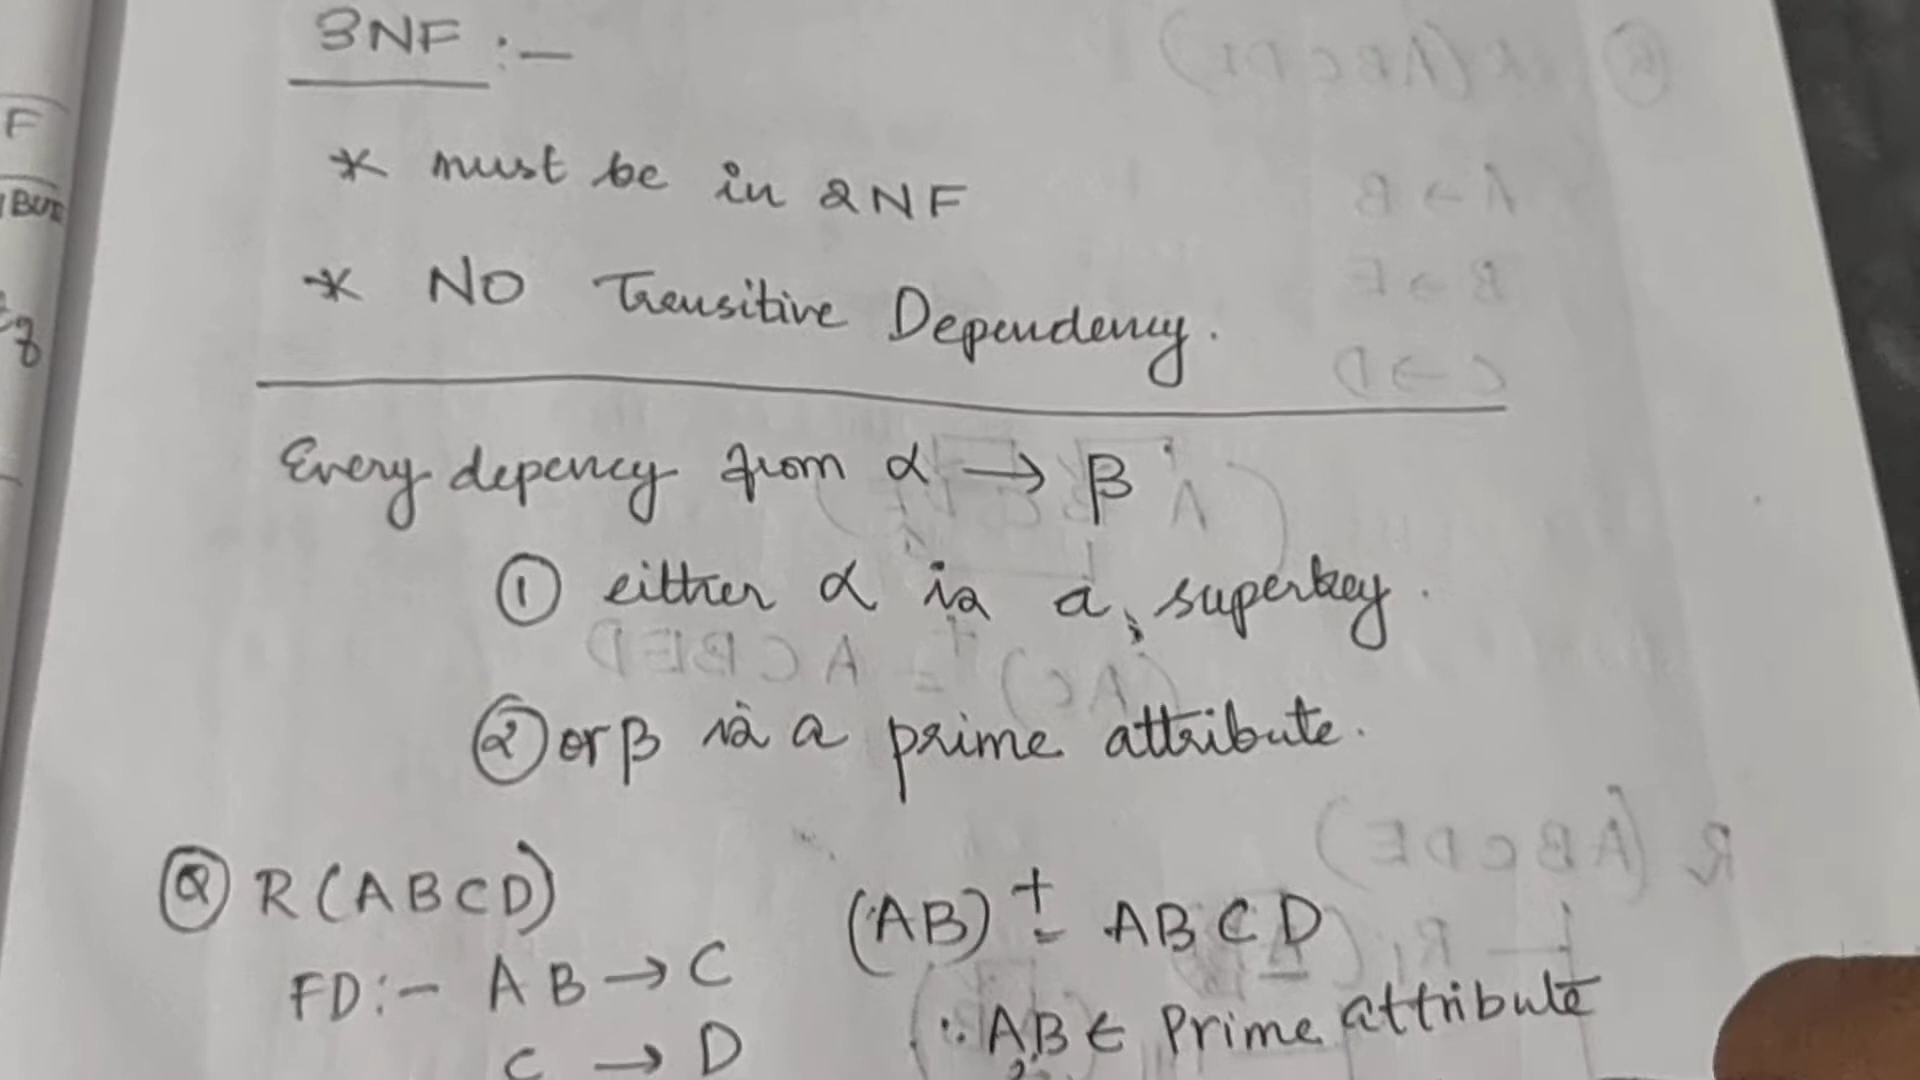 3NF :-
* must be in 2NF
* NO Transitive Dependency.
Every depency from α → β
① either α is a superkey.
② or β is a prime attribute.
Ⓠ R(ABCD)
FD:- AB → C
C → D
(AB)+ = ABCD
∴ AB ∈ Prime attribute
F